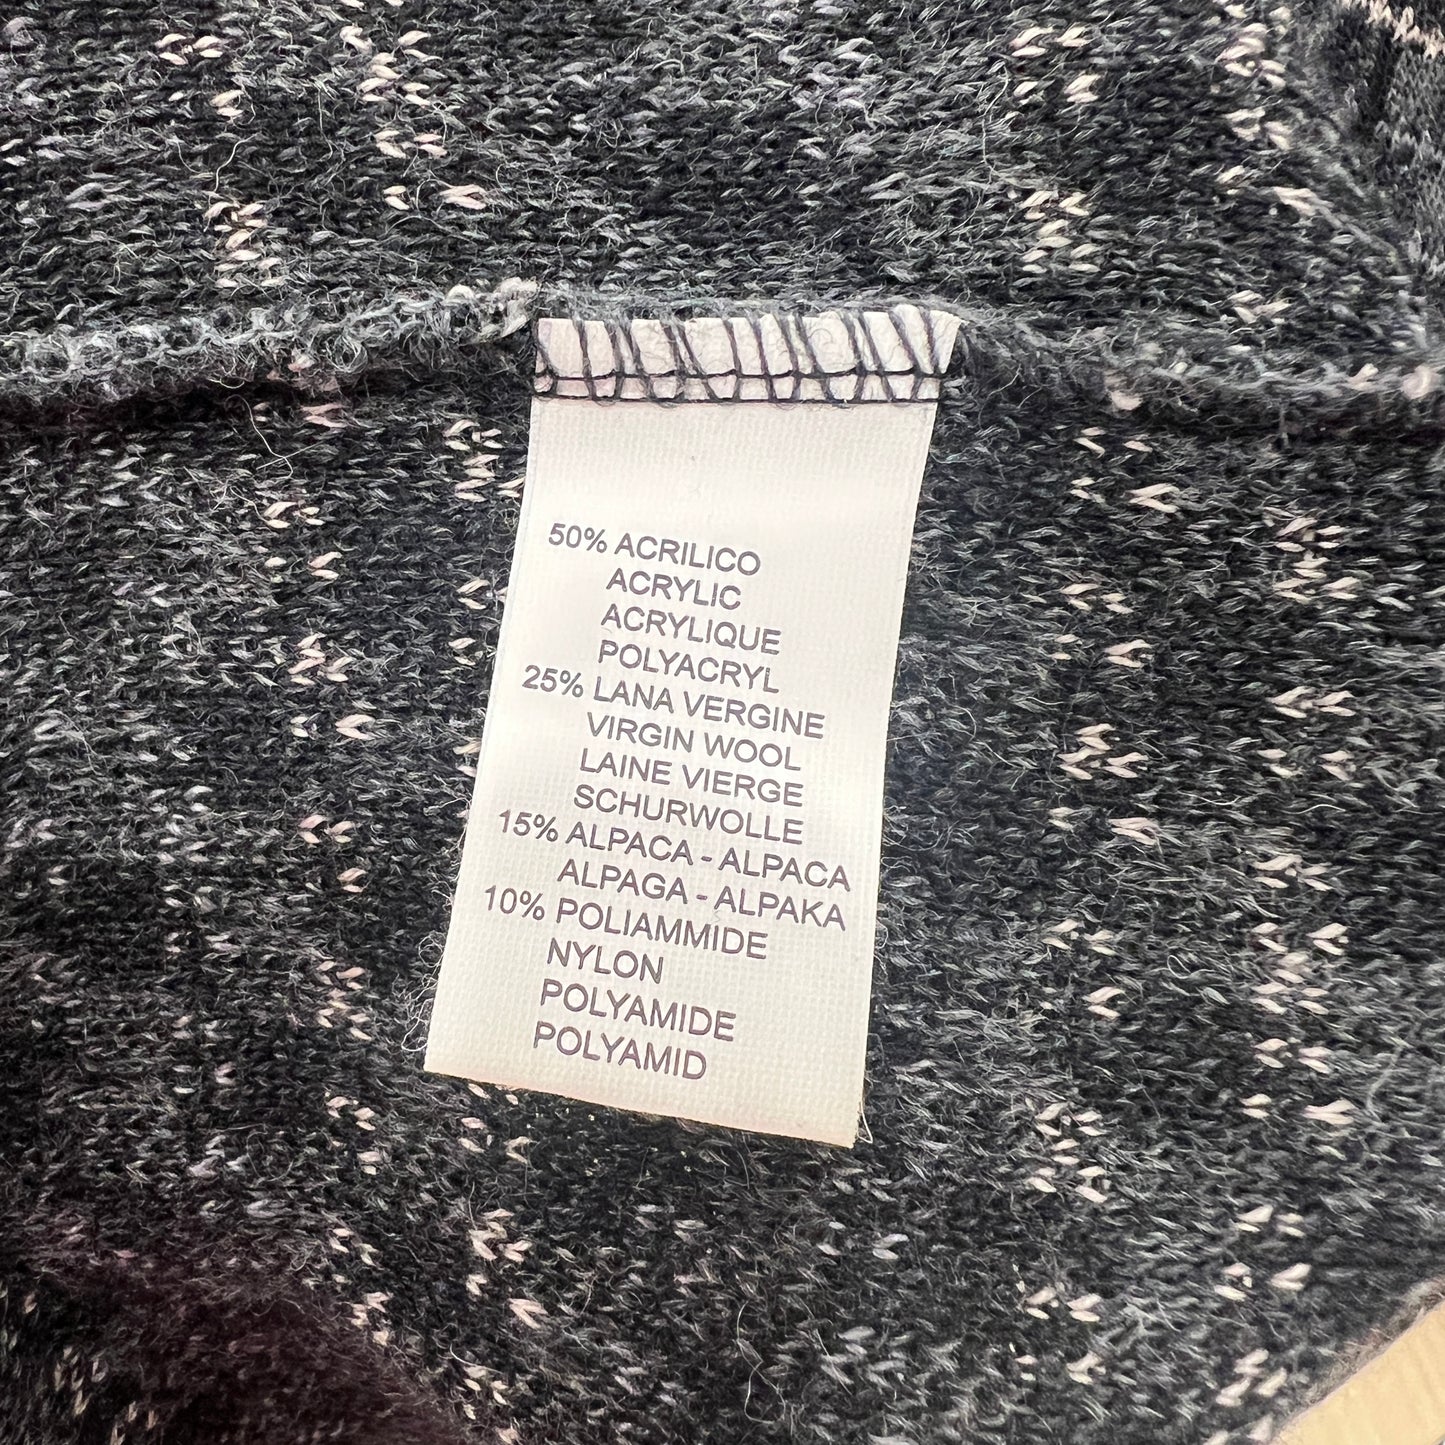 50% ACRILICO
ACRYLIC
ACRYLIQUE
POLYACRYL
25% LANA VERGINE
VIRGIN WOOL
LAINE VIERGE
SCHURWOLLE
15% ALPACA - ALPACA
ALPAGA - ALPAKA
10% POLIAMMIDE
NYLON
POLYAMIDE
POLYAMID